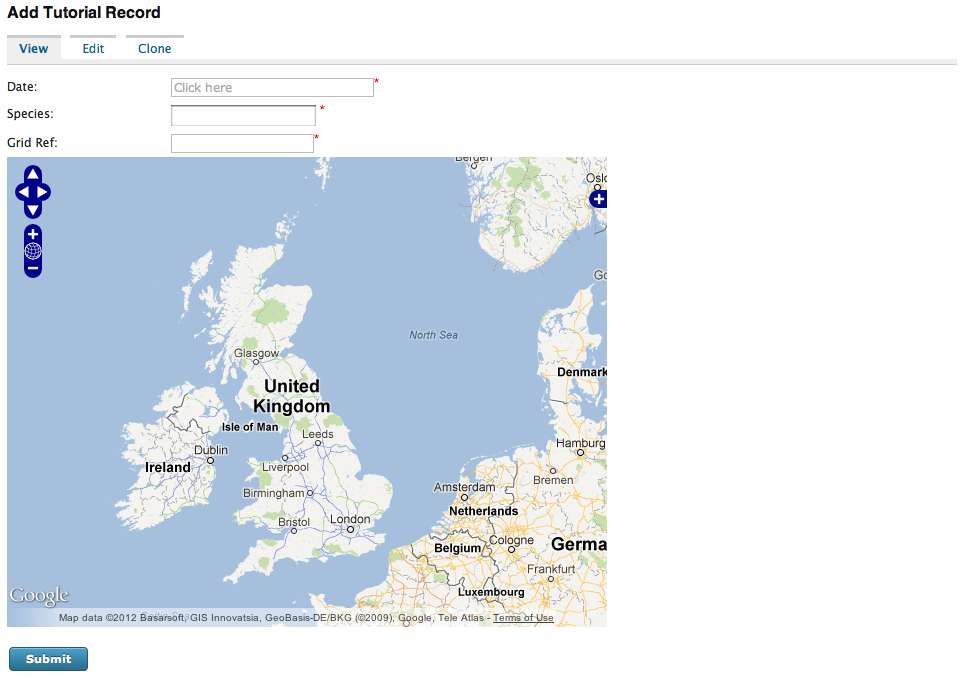 Add Tutorial Record
View Edit Clone
Date: Click here *
Species: *
Grid Ref: *
Bergen
Oslo
North Sea
Glasgow
Denmark
United
Kingdom
Isle of Man
Leeds
Hamburg
Dublin
Ireland
Liverpool
Bremen
Amsterdam
Birmingham
Netherlands
Bristol
London
Cologne
Belgium
Germa
Frankfurt
Luxembourg
Google
Map data ©2012 Basarsoft, GIS Innovatsia, GeoBasis-DE/BKG (©2009), Google, Tele Atlas - Terms of Use
Submit